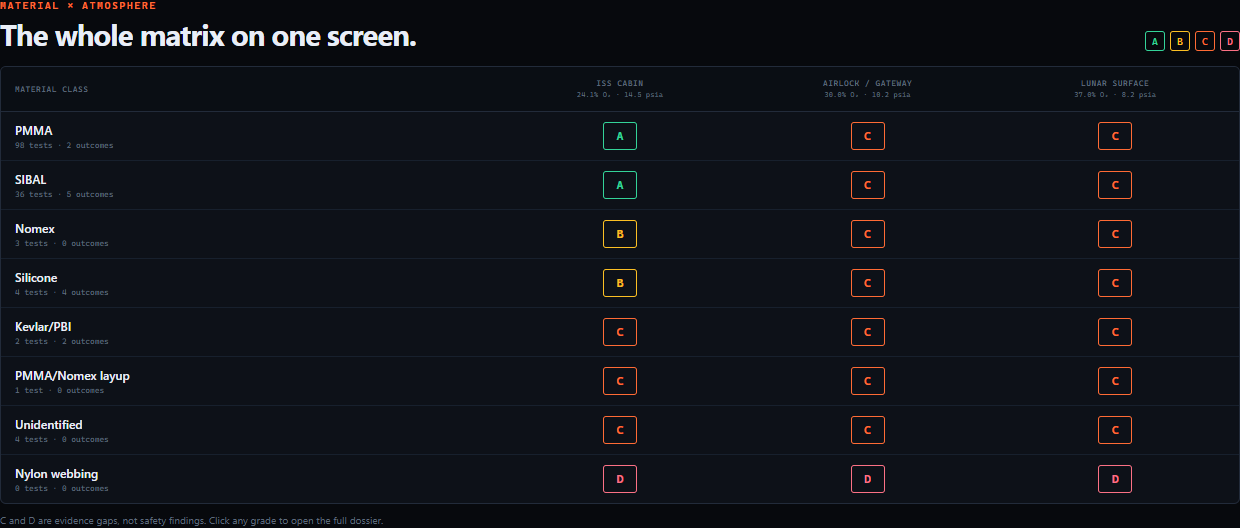 MATERIAL × ATMOSPHERE
The whole matrix on one screen.
A B C D
MATERIAL CLASS
ISS CABIN
24.1% O₂ · 14.5 psia
AIRLOCK / GATEWAY
30.0% O₂ · 10.2 psia
LUNAR SURFACE
37.0% O₂ · 8.2 psia
PMMA
98 tests · 2 outcomes
A C C
SIBAL
36 tests · 5 outcomes
A C C
Nomex
3 tests · 0 outcomes
B C C
Silicone
4 tests · 4 outcomes
B C C
Kevlar/PBI
2 tests · 2 outcomes
C C C
PMMA/Nomex layup
1 test · 0 outcomes
C C C
Unidentified
4 tests · 0 outcomes
C C C
Nylon webbing
0 tests · 0 outcomes
D D D
C and D are evidence gaps, not safety findings. Click any grade to open the full dossier.